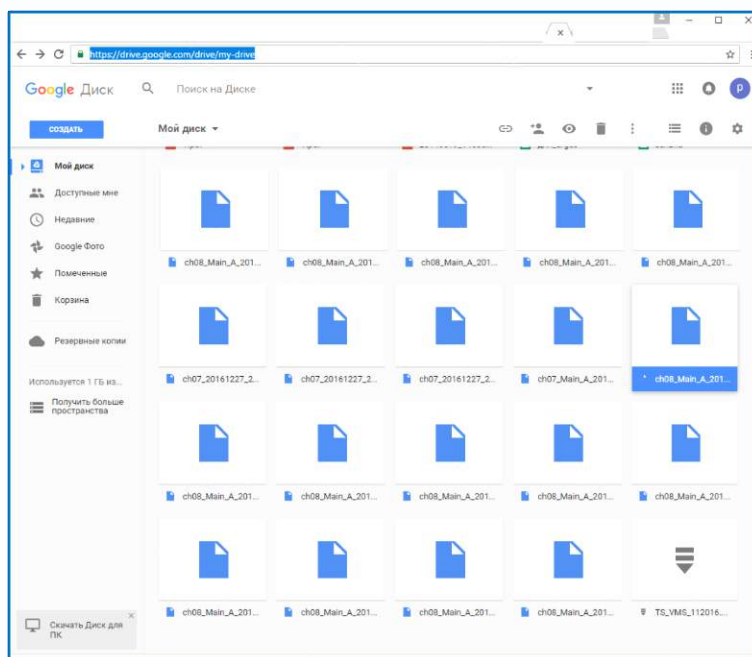 https://drive.google.com/drive/my-drive
Google Диск
Поиск на Диске
p
СОЗДАТЬ
Мой диск
Мой диск
Доступные мне
Недавние
Google Фото
Помеченные
Корзина
Резервные копии
Используется 1 ГБ из...
Получить больше
пространства
ch08_Main_A_201... ch08_Main_A_201... ch08_Main_A_201... ch08_Main_A_201... ch08_Main_A_201...
ch07_20161227_2... ch07_20161227_2... ch07_20161227_2... ch07_Main_A_201... ch08_Main_A_201...
ch08_Main_A_201... ch08_Main_A_201... ch08_Main_A_201... ch08_Main_A_201... ch08_Main_A_201...
ch08_Main_A_201... ch08_Main_A_201... ch08_Main_A_201... ch08_Main_A_201... TS_VMS_112016....
Скачать Диск для
ПК